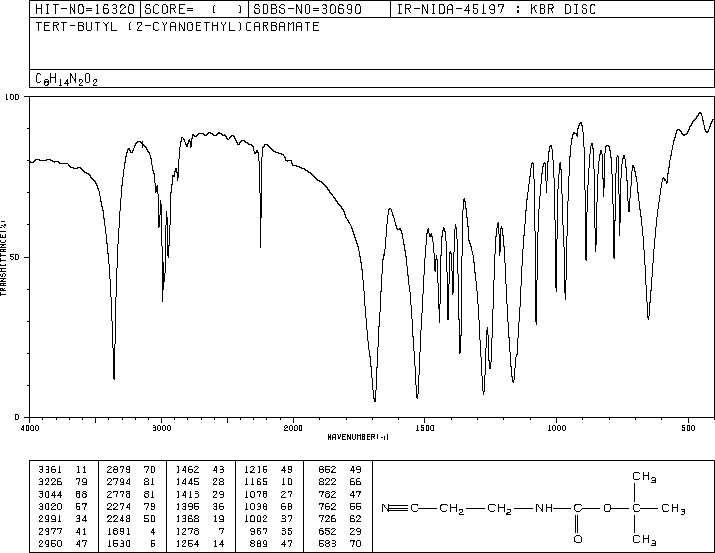 HIT-NO=16320 SCORE= ( ) SDBS-NO=30690 IR-NIDA-45197 : KBR DISC
TERT-BUTYL (2-CYANOETHYL)CARBAMATE
C8H14N2O2
100
50
0
TRANSMITTANCE(%)
4000 3000 2000 1500 1000 500
WAVENUMBER(-1)
3361 11 2879 70 1462 43 1216 49 852 49
3226 79 2794 81 1445 28 1165 10 822 66
3044 68 2778 81 1413 29 1078 27 782 47
3020 57 2274 79 1395 36 1038 68 762 55
2991 34 2248 50 1368 19 1002 37 726 62
2977 41 1691 4 1278 7 967 35 652 29
2950 47 1530 5 1254 14 889 47 583 70
CH3
N C CH2 CH2 NH C O C CH3
O CH3